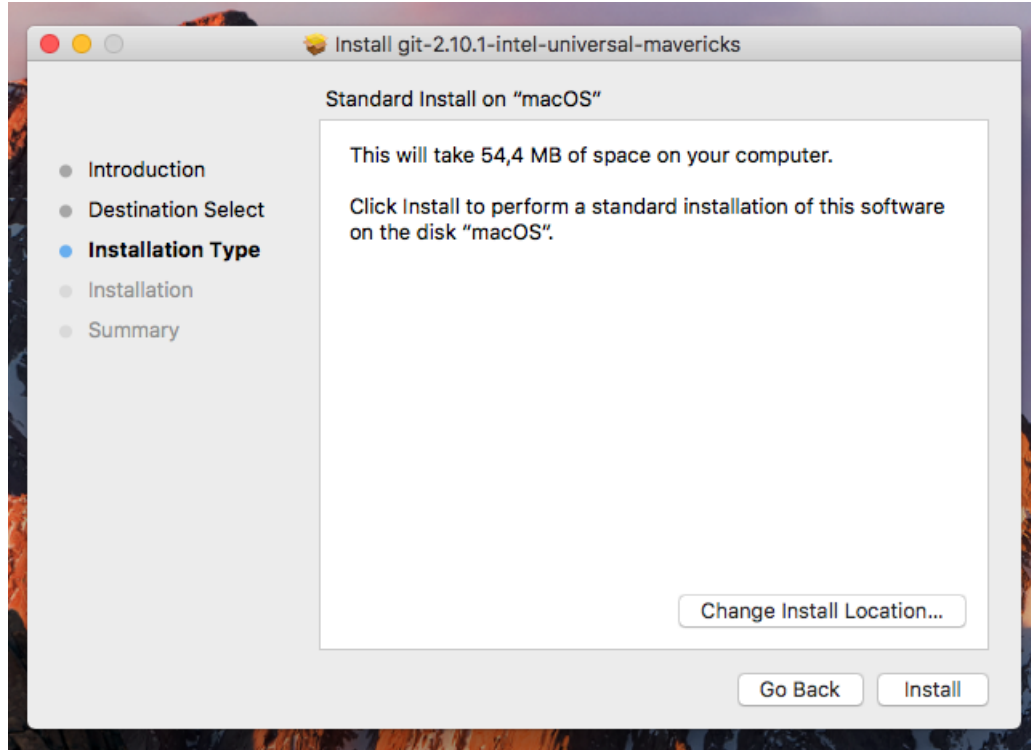 Install git-2.10.1-intel-universal-mavericks
Standard Install on “macOS”
Introduction
Destination Select
Installation Type
Installation
Summary
This will take 54,4 MB of space on your computer.
Click Install to perform a standard installation of this software
on the disk “macOS”.
Change Install Location...
Go Back
Install